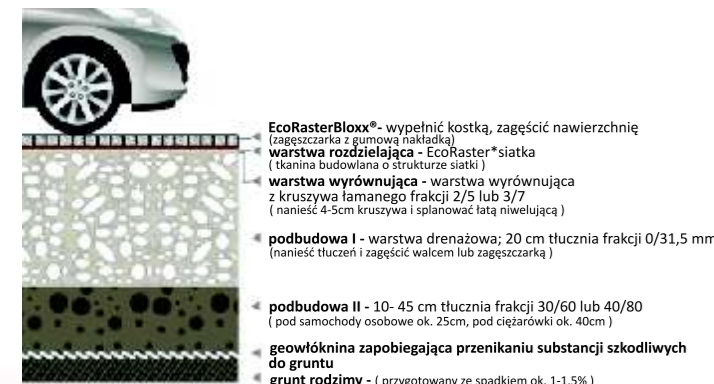 EcoRasterBloxx®- wypełnić kostką, zagęścić nawierzchnię
(zagęszczarka z gumową nakładką)
warstwa rozdzielająca - EcoRaster*siatka
( tkanina budowlana o strukturze siatki )
warstwa wyrównująca - warstwa wyrównująca
z kruszywa łamanego frakcji 2/5 lub 3/7
( nanieść 4-5cm kruszywa i splanować łatą niwelującą )
podbudowa I - warstwa drenażowa; 20 cm tłucznia frakcji 0/31,5 mm
(nanieść tłuczeń i zagęścić walcem lub zagęszczarką )
podbudowa II - 10- 45 cm tłucznia frakcji 30/60 lub 40/80
( pod samochody osobowe ok. 25cm, pod ciężarówki ok. 40cm )
geowłóknina zapobiegająca przenikaniu substancji szkodliwych
do gruntu
grunt rodzimy - ( przygotowany ze spadkiem ok. 1-1,5% )